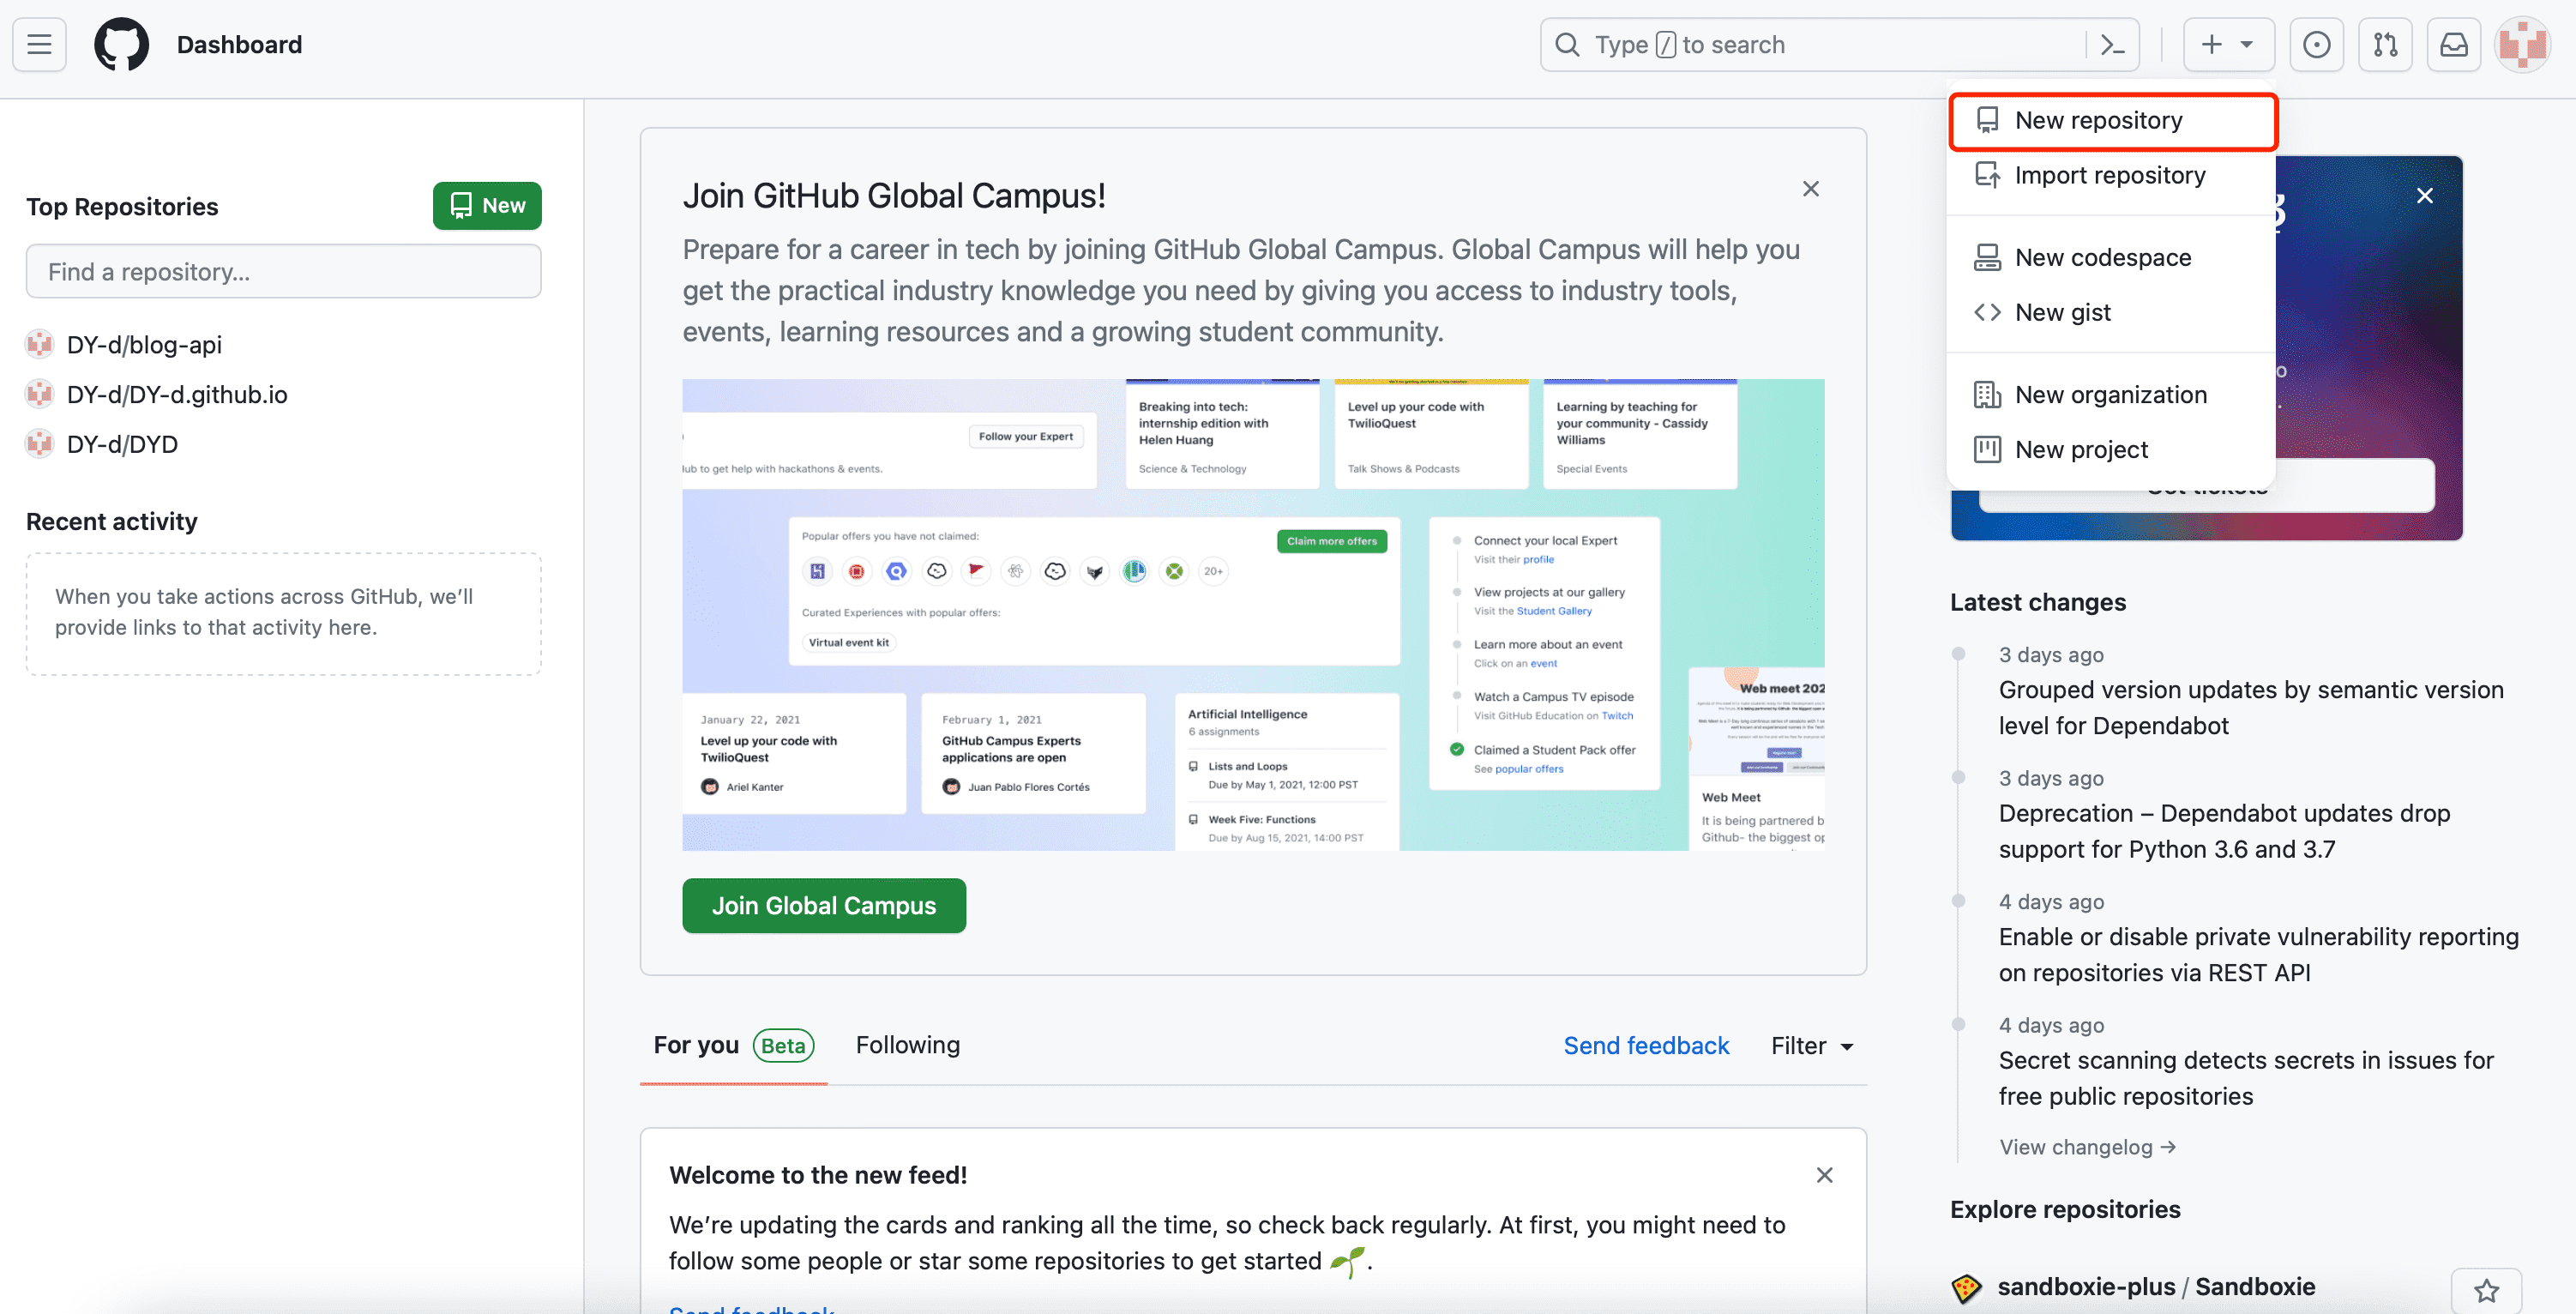 Dashboard
Type / to search
Top Repositories
New
Find a repository...
DY-d/blog-api
DY-d/DY-d.github.io
DY-d/DYD
Recent activity
When you take actions across GitHub, we’ll
provide links to that activity here.
Join GitHub Global Campus!
Prepare for a career in tech by joining GitHub Global Campus. Global Campus will help you
get the practical industry knowledge you need by giving you access to industry tools,
events, learning resources and a growing student community.
Follow your Expert
to get help with hackathons & events.
Breaking into tech:
internship edition with
Helen Huang
Science & Technology
Level up your code with
TwilioQuest
Talk Shows & Podcasts
Learning by teaching for
your community - Cassidy
Williams
Special Events
Popular offers you have not claimed:
Claim more offers
20+
Curated Experiences with popular offers:
Virtual event kit
Connect your local Expert
Visit their profile
View projects at our gallery
Visit the Student Gallery
Learn more about an event
Click on an event
Watch a Campus TV episode
Visit GitHub Education on Twitch
Claimed a Student Pack offer
See popular offers
January 22, 2021
Level up your code with
TwilioQuest
Ariel Kanter
February 1, 2021
GitHub Campus Experts
applications are open
Juan Pablo Flores Cortés
Artificial Intelligence
6 assignments
Lists and Loops
Due by May 1, 2021, 12:00 PST
Week Five: Functions
Due by Aug 15, 2021, 14:00 PST
Web meet 202
Web Meet
It is being partnered b
Github- the biggest op
Join Global Campus
For you Beta
Following
Send feedback
Filter
Welcome to the new feed!
We’re updating the cards and ranking all the time, so check back regularly. At first, you might need to
follow some people or star some repositories to get started .
Send feedback
New repository
Import repository
New codespace
New gist
New organization
New project
Get tickets
Latest changes
3 days ago
Grouped version updates by semantic version
level for Dependabot
3 days ago
Deprecation – Dependabot updates drop
support for Python 3.6 and 3.7
4 days ago
Enable or disable private vulnerability reporting
on repositories via REST API
4 days ago
Secret scanning detects secrets in issues for
free public repositories
View changelog →
Explore repositories
sandboxie-plus / Sandboxie